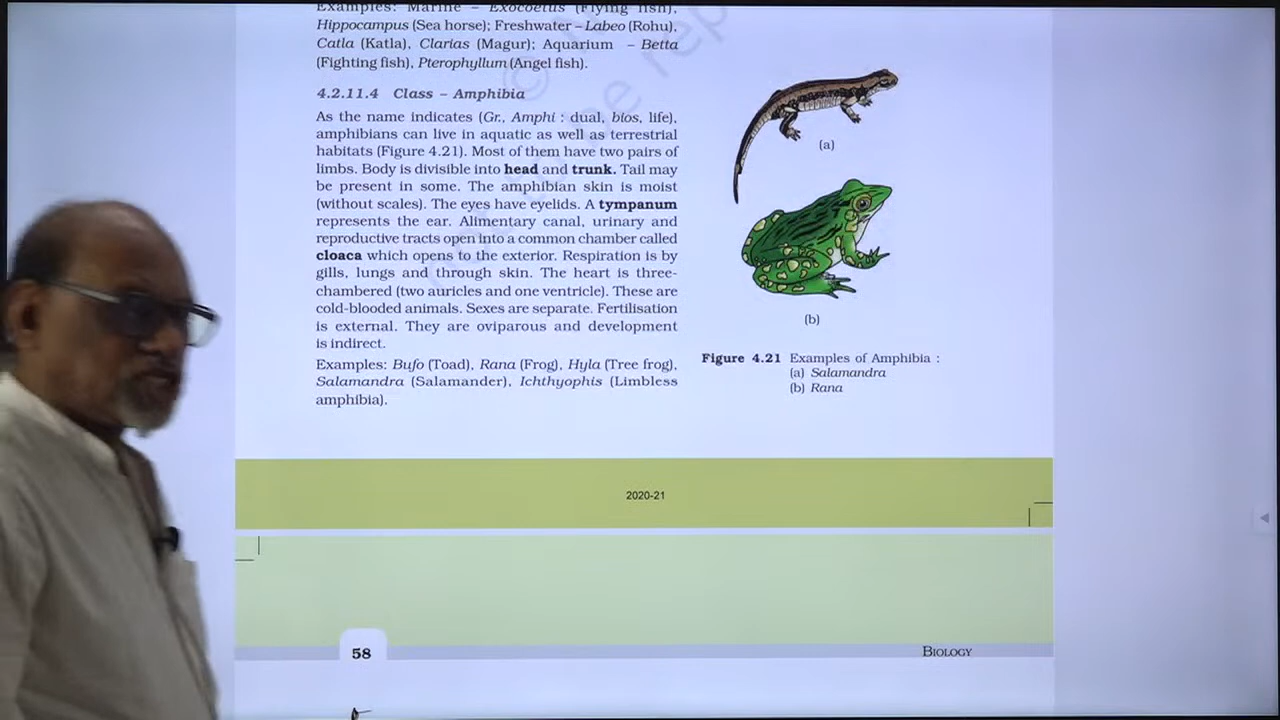 Examples: Marine – Exocoetus (Flying fish),
Hippocampus (Sea horse); Freshwater – Labeo (Rohu),
Catla (Katla), Clarias (Magur); Aquarium – Betta
(Fighting fish), Pterophyllum (Angel fish).
4.2.11.4 Class – Amphibia
As the name indicates (Gr., Amphi : dual, bios, life),
amphibians can live in aquatic as well as terrestrial
habitats (Figure 4.21). Most of them have two pairs of
limbs. Body is divisible into head and trunk. Tail may
be present in some. The amphibian skin is moist
(without scales). The eyes have eyelids. A tympanum
represents the ear. Alimentary canal, urinary and
reproductive tracts open into a common chamber called
cloaca which opens to the exterior. Respiration is by
gills, lungs and through skin. The heart is three-
chambered (two auricles and one ventricle). These are
cold-blooded animals. Sexes are separate. Fertilisation
is external. They are oviparous and development
is indirect.
Examples: Bufo (Toad), Rana (Frog), Hyla (Tree frog),
Salamandra (Salamander), Ichthyophis (Limbless
amphibia).
(a)
(b)
Figure 4.21 Examples of Amphibia :
(a) Salamandra
(b) Rana
2020-21
58
BIOLOGY